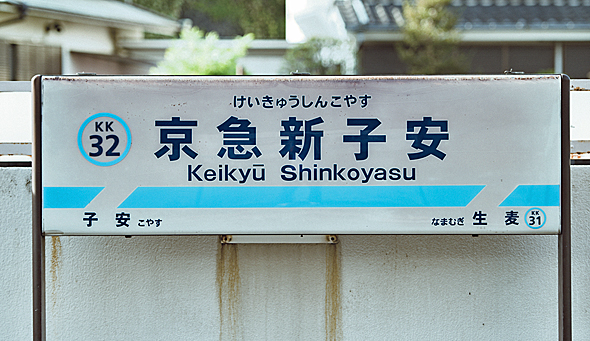 けいきゅうしんこやす
KK
32
京急新子安
Keikyū Shinkoyasu
子安 こやす
なまむぎ 生麦 KK 31